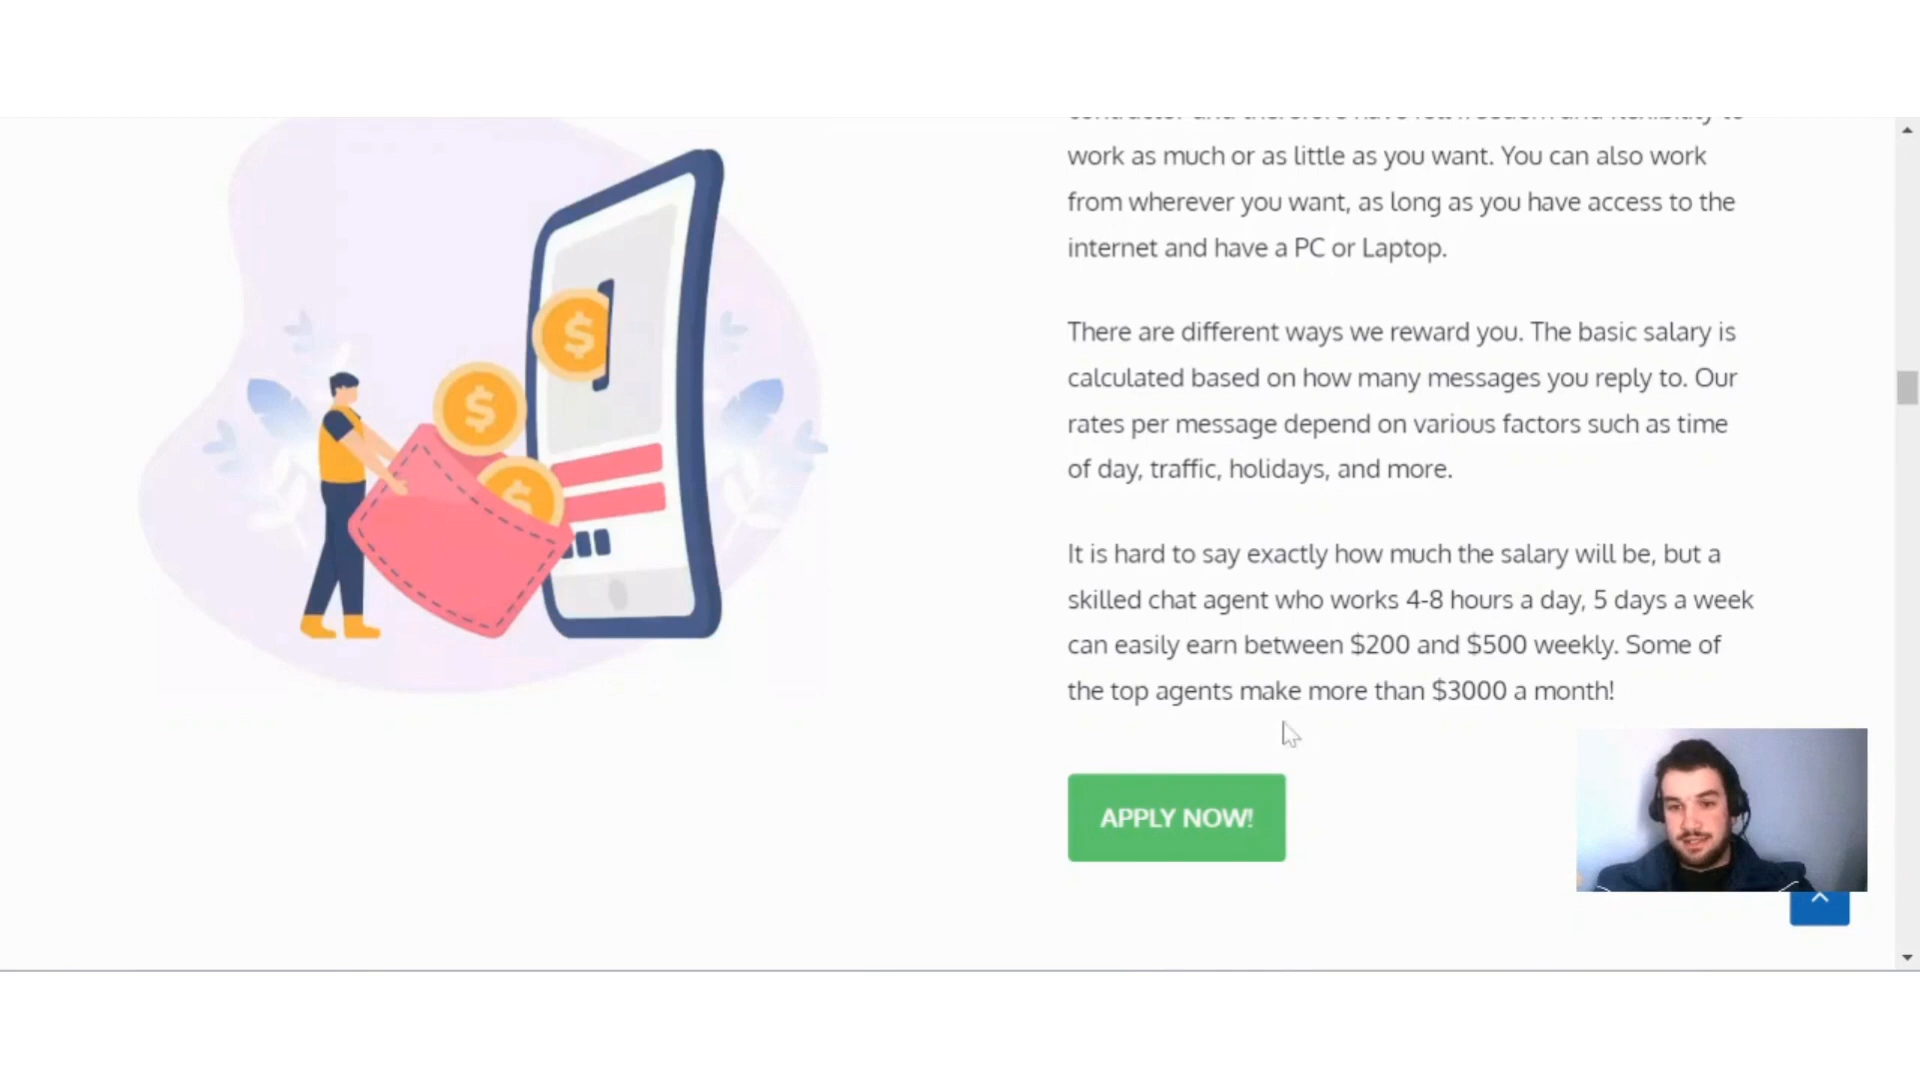 work as much or as little as you want. You can also work
from wherever you want, as long as you have access to the
internet and have a PC or Laptop.
There are different ways we reward you. The basic salary is
calculated based on how many messages you reply to. Our
rates per message depend on various factors such as time
of day, traffic, holidays, and more.
It is hard to say exactly how much the salary will be, but a
skilled chat agent who works 4-8 hours a day, 5 days a week
can easily earn between $200 and $500 weekly. Some of
the top agents make more than $3000 a month!
APPLY NOW!
$
$
$